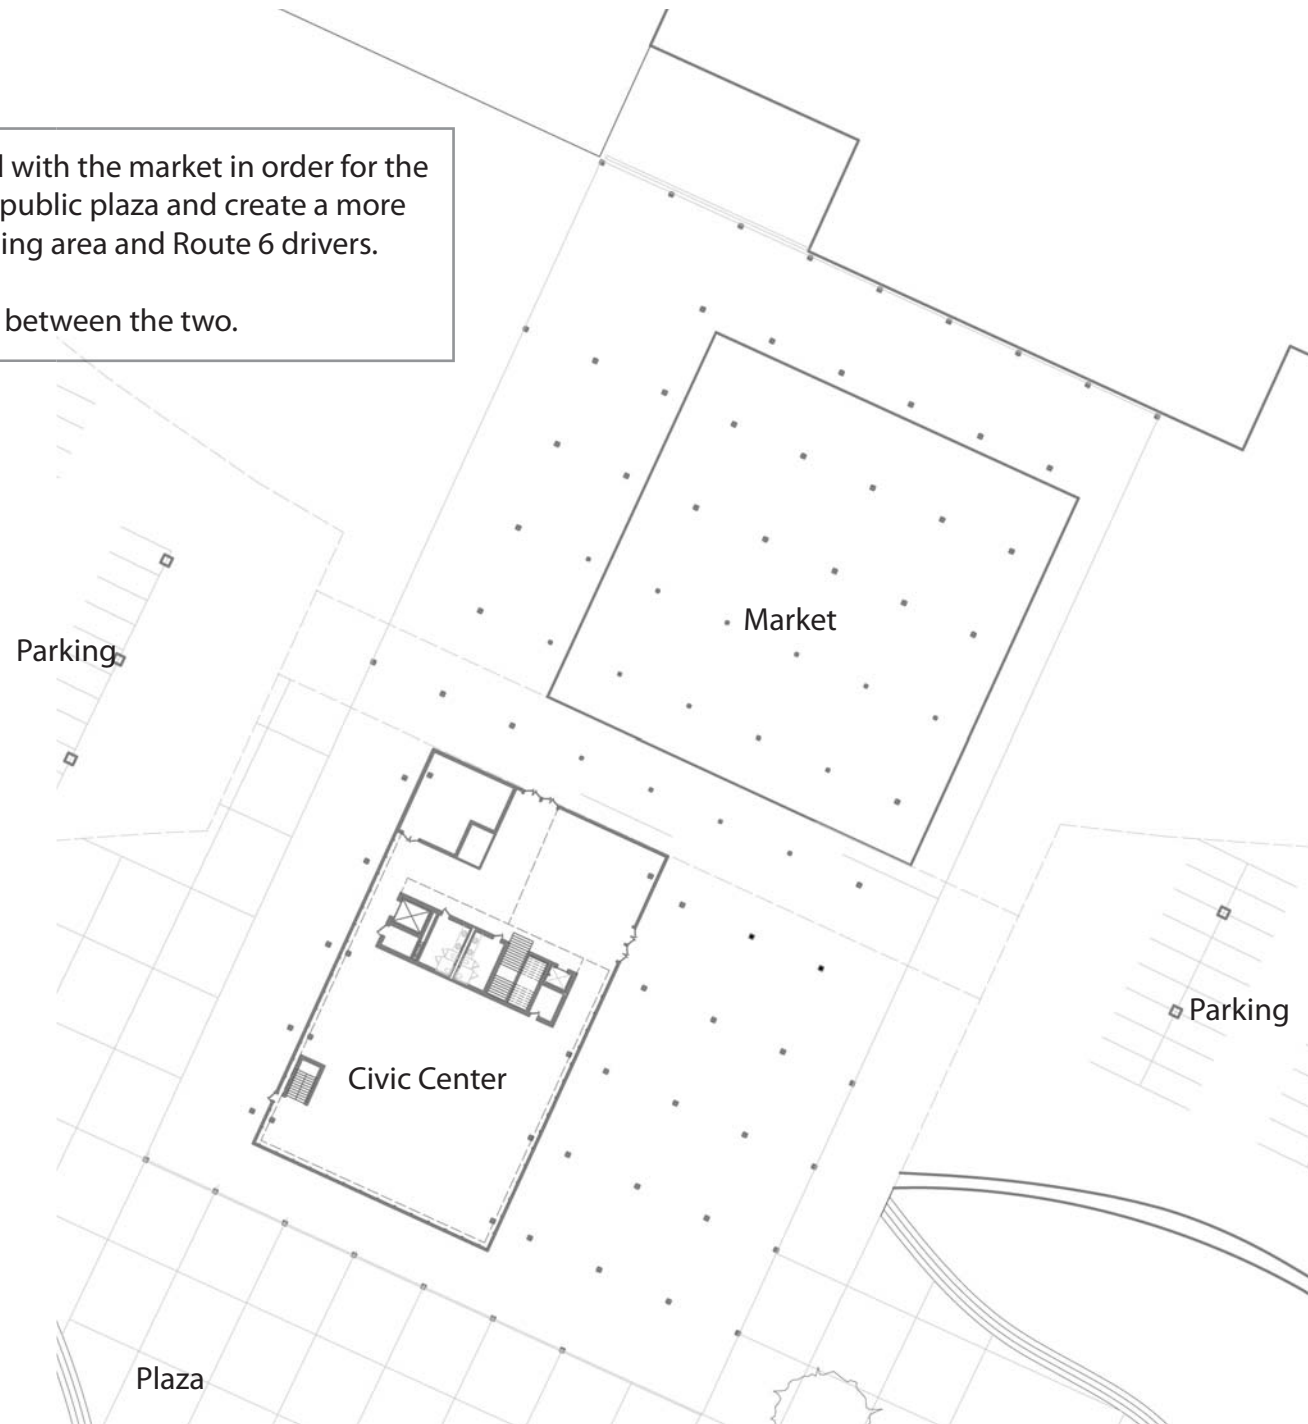 l with the market in order for the
public plaza and create a more
ing area and Route 6 drivers.
between the two.
Market
Parking
Parking
Civic Center
Plaza